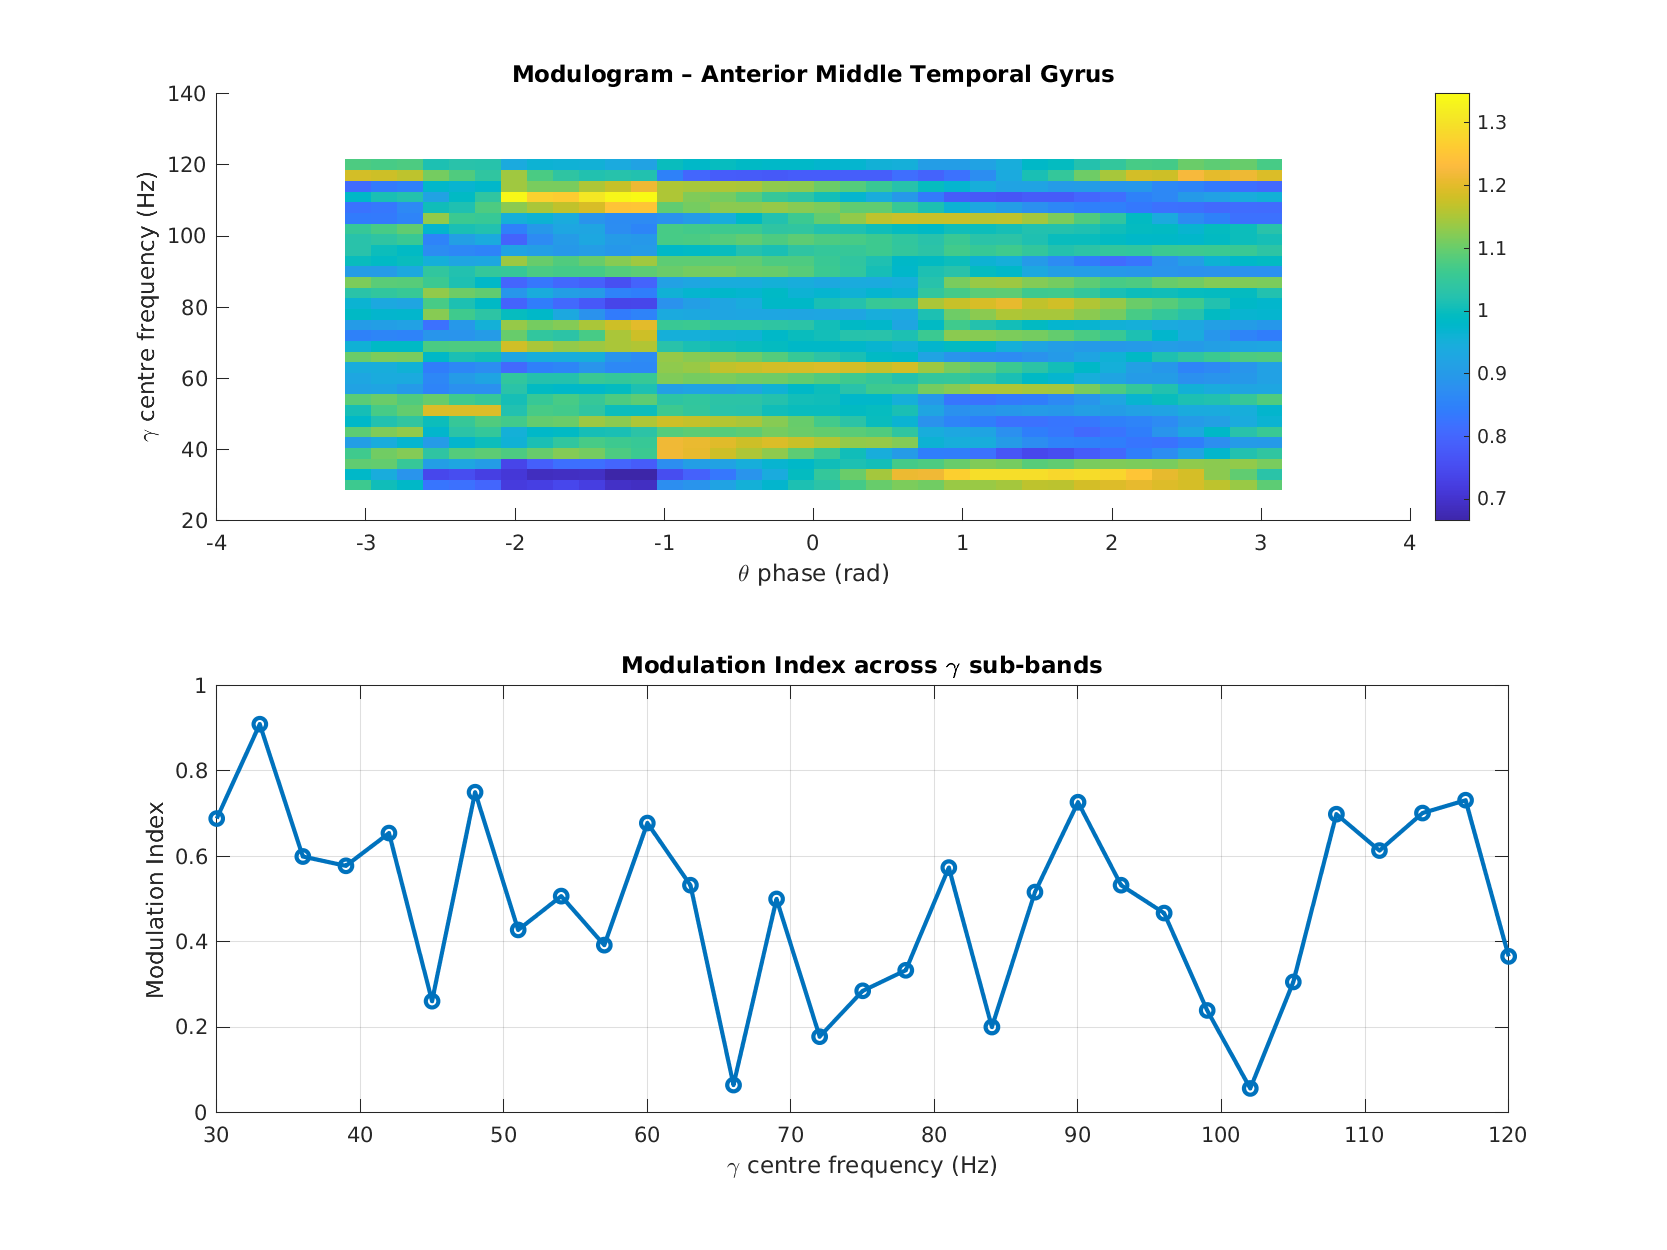 Modulogram – Anterior Middle Temporal Gyrus
140
120
100
80
60
40
20
γ centre frequency (Hz)
-4 -3 -2 -1 0 1 2 3 4
θ phase (rad)
1.3
1.2
1.1
1
0.9
0.8
0.7
Modulation Index across γ sub-bands
1
0.8
0.6
0.4
0.2
0
Modulation Index
30 40 50 60 70 80 90 100 110 120
γ centre frequency (Hz)